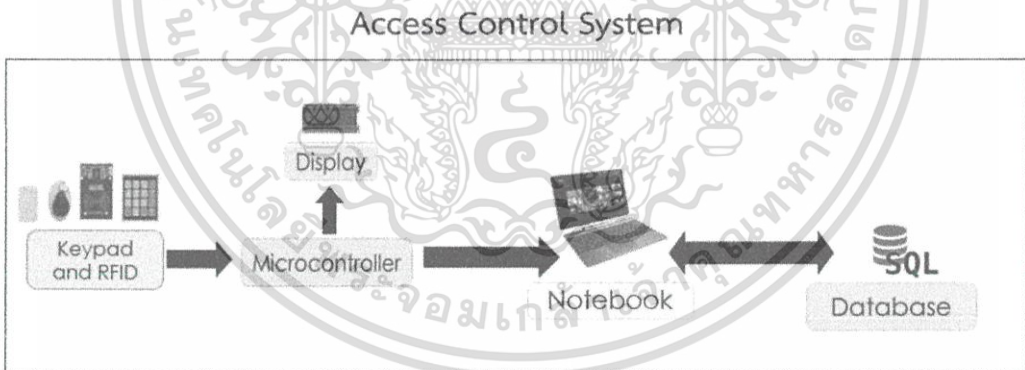 Access Control System
Display
Keypad
and RFID
Microcontroller
Notebook
SQL
Database